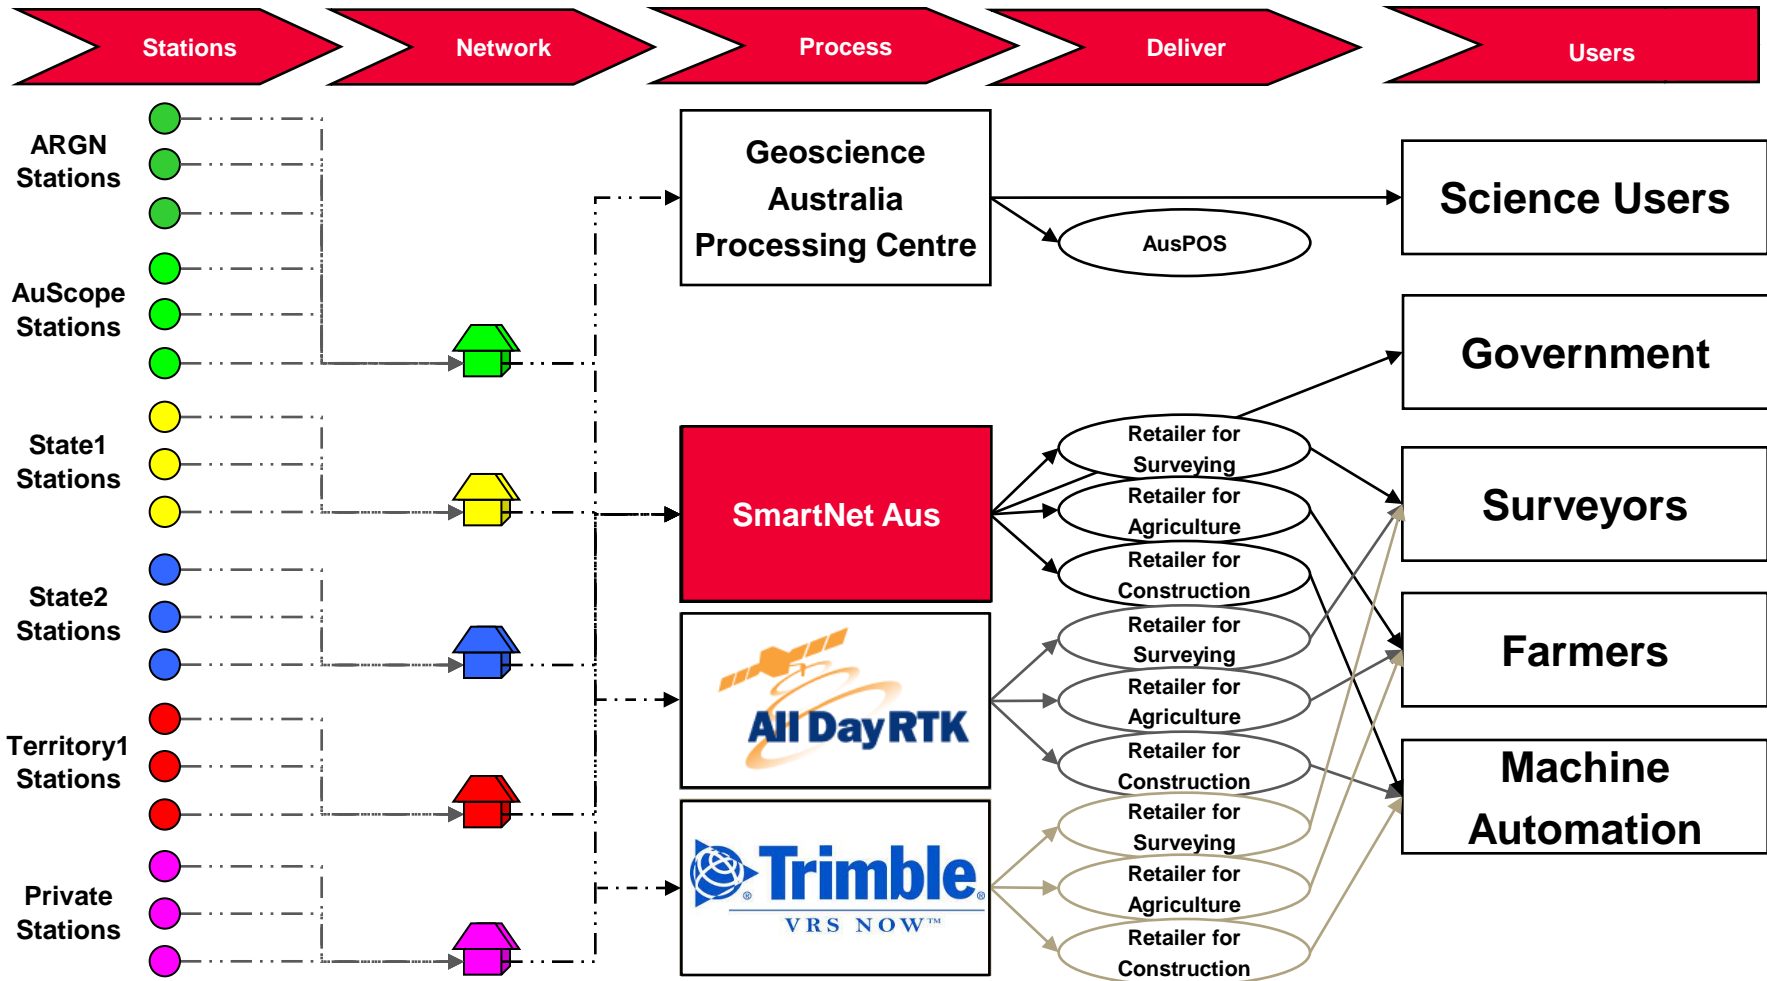 Stations
Network
Process
Deliver
Users
ARGN
Stations
AuScope
Stations
State1
Stations
State2
Stations
Territory1
Stations
Private
Stations
Geoscience
Australia
Processing Centre
SmartNet Aus
All Day RTK
Trimble®
VRS NOW™
AusPOS
Retailer for
Surveying
Retailer for
Agriculture
Retailer for
Construction
Retailer for
Surveying
Retailer for
Agriculture
Retailer for
Construction
Retailer for
Surveying
Retailer for
Agriculture
Retailer for
Construction
Science Users
Government
Surveyors
Farmers
Machine
Automation